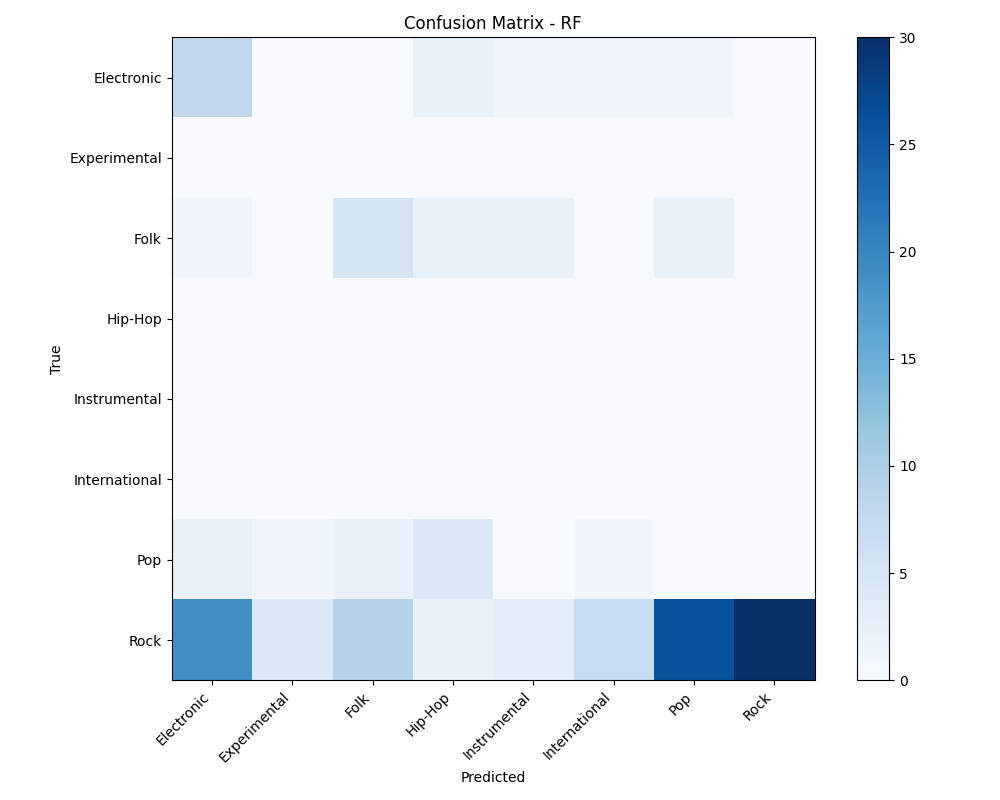 Confusion Matrix - RF
True
Electronic
Experimental
Folk
Hip-Hop
Instrumental
International
Pop
Rock
Electronic
Experimental
Folk
Hip-Hop
Instrumental
International
Pop
Rock
Predicted
30
25
20
15
10
5
0